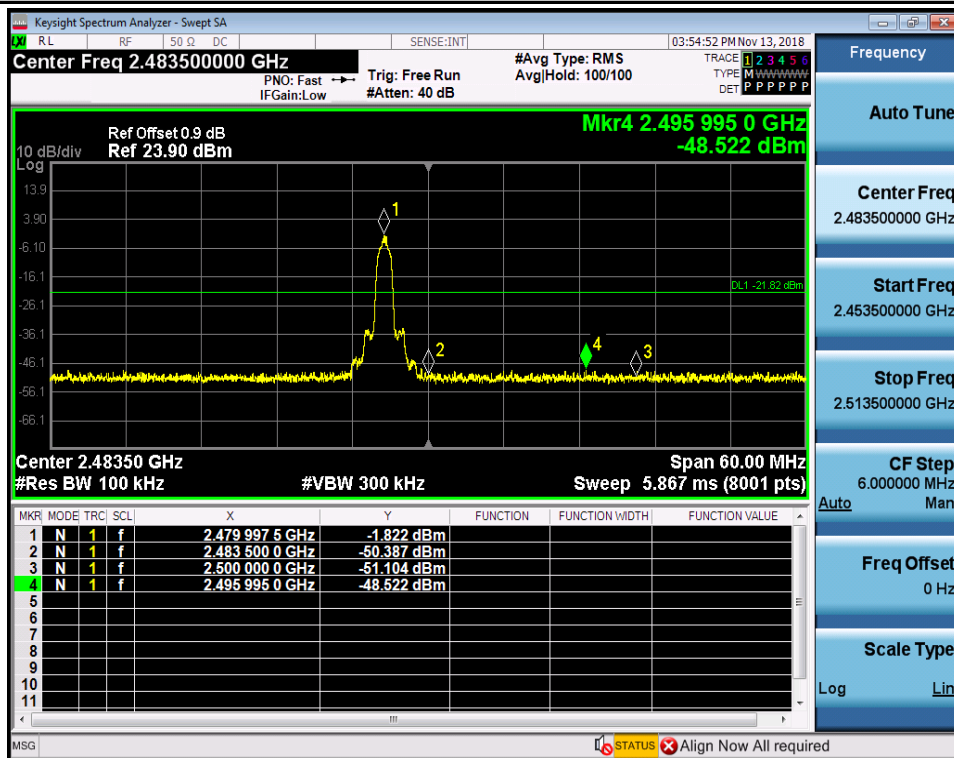 Keysight Spectrum Analyzer - Swept SA
LXI RL RF 50 Ω DC SENSE:INT 03:54:52 PM Nov 13, 2018
Center Freq 2.483500000 GHz
PNO: Fast
IFGain:Low
Trig: Free Run
#Atten: 40 dB
#Avg Type: RMS
Avg|Hold: 100/100
TRACE 1 2 3 4 5 6
TYPE M W W W W W
DET P P P P P P
Ref Offset 0.9 dB
10 dB/div Ref 23.90 dBm
Log
Mkr4 2.495 995 0 GHz
-48.522 dBm
13.9
3.90
-6.10
-16.1
-26.1
-36.1
-46.1
-56.1
-66.1
1
2
4
3
DL1 -21.82 dBm
Center 2.48350 GHz Span 60.00 MHz
#Res BW 100 kHz #VBW 300 kHz Sweep 5.867 ms (8001 pts)
MKR MODE TRC SCL X Y FUNCTION FUNCTION WIDTH FUNCTION VALUE
1 N 1 f 2.479 997 5 GHz -1.822 dBm
2 N 1 f 2.483 500 0 GHz -50.387 dBm
3 N 1 f 2.500 000 0 GHz -51.104 dBm
4 N 1 f 2.495 995 0 GHz -48.522 dBm
5
6
7
8
9
10
11
MSG STATUS Align Now All required
Frequency
Auto Tune
Center Freq
2.483500000 GHz
Start Freq
2.453500000 GHz
Stop Freq
2.513500000 GHz
CF Step
6.000000 MHz
Auto Man
Freq Offset
0 Hz
Scale Type
Log Lin